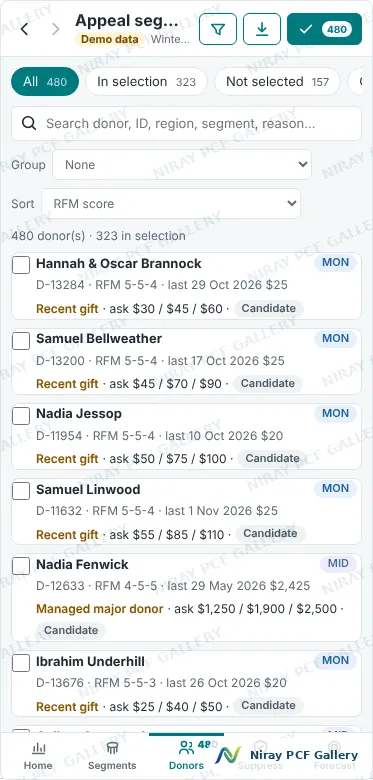 Appeal seg...
Demo data Winte...
480
All 480
In selection 323
Not selected 157
Search donor, ID, region, segment, reason...
Group None
Sort RFM score
480 donor(s) · 323 in selection
Hannah & Oscar Brannock MON
D-13284 · RFM 5-5-4 · last 29 Oct 2026 $25
Recent gift · ask $30 / $45 / $60 · Candidate
Samuel Bellweather MON
D-13200 · RFM 5-5-4 · last 17 Oct 2026 $25
Recent gift · ask $45 / $70 / $90 · Candidate
Nadia Jessop MON
D-11954 · RFM 5-5-4 · last 10 Oct 2026 $20
Recent gift · ask $50 / $75 / $100 · Candidate
Samuel Linwood MON
D-11632 · RFM 5-5-4 · last 1 Nov 2026 $25
Recent gift · ask $55 / $85 / $110 · Candidate
Nadia Fenwick MID
D-12633 · RFM 4-5-5 · last 29 May 2026 $2,425
Managed major donor · ask $1,250 / $1,900 / $2,500 ·
Candidate
Ibrahim Underhill MON
D-13676 · RFM 5-5-3 · last 26 Oct 2026 $20
Recent gift · ask $25 / $40 / $50 · Candidate
Home
Segments
Donors
Suppress
Forecast
Niray PCF Gallery
NIRAY PCF GALLERY